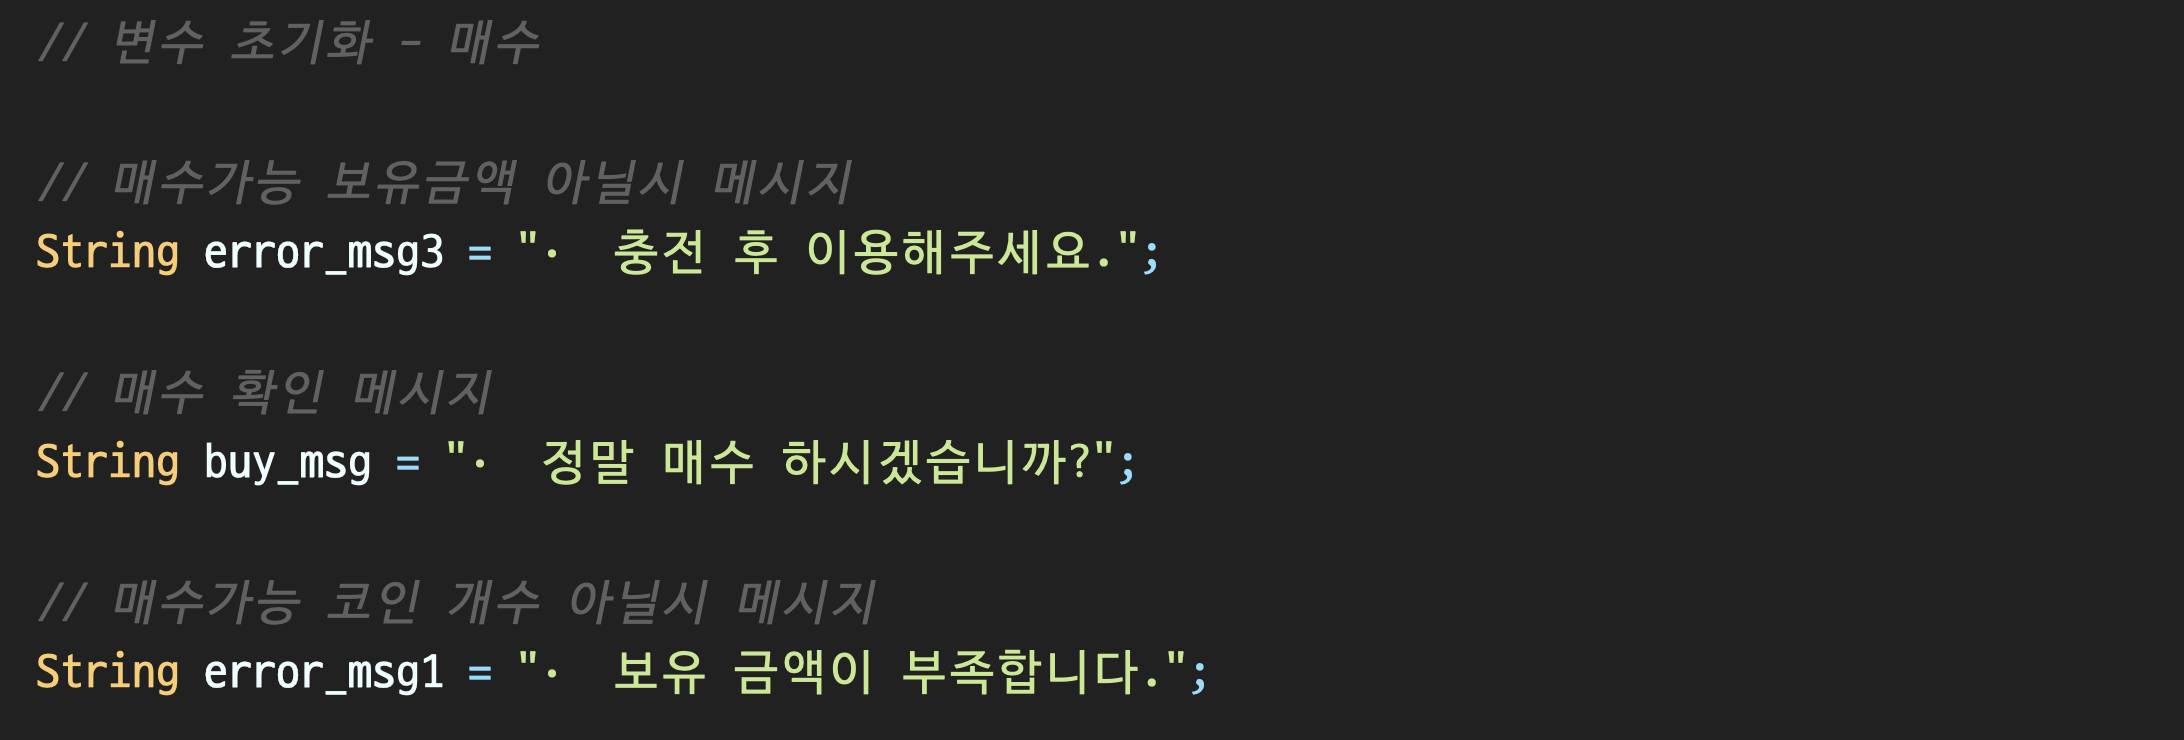 // 변수 초기화 - 매수
// 매수가능 보유금액 아닐시 메시지
String error_msg3 = "·  충전 후 이용해주세요.";
// 매수 확인 메시지
String buy_msg = "·  정말 매수 하시겠습니까?";
// 매수가능 코인 개수 아닐시 메시지
String error_msg1 = "·  보유 금액이 부족합니다.";